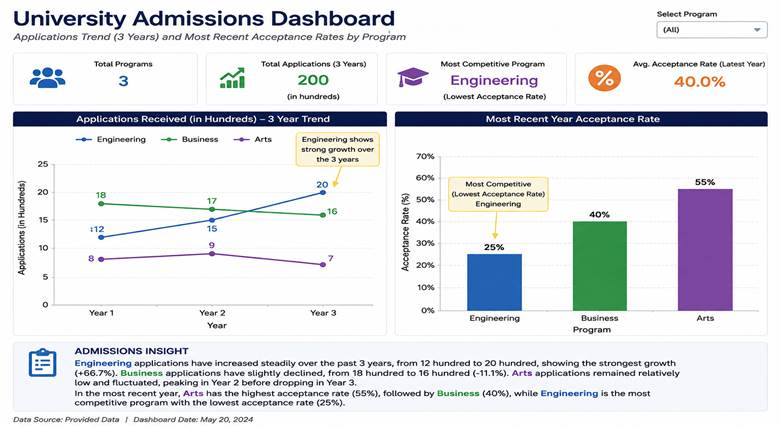 University Admissions Dashboard
Applications Trend (3 Years) and Most Recent Acceptance Rates by Program
Select Program
(All)
Total Programs
3
Total Applications (3 Years)
200
(in hundreds)
Most Competitive Program
Engineering
(Lowest Acceptance Rate)
Avg. Acceptance Rate (Latest Year)
40.0%
Applications Received (in Hundreds) – 3 Year Trend
Engineering Business Arts
Engineering shows
strong growth over
the 3 years
Applications (in Hundreds)
25
20
15
10
5
0
18 17 16
:12 15 20
8 9 7
Year 1 Year 2 Year 3
Year
Most Recent Year Acceptance Rate
Acceptance Rate (%)
70%
60%
50%
40%
30%
20%
10%
0%
Most Competitive
(Lowest Acceptance Rate)
Engineering
25% 40% 55%
Engineering Business Arts
Program
ADMISSIONS INSIGHT
Engineering applications have increased steadily over the past 3 years, from 12 hundred to 20 hundred, showing the strongest growth
(+66.7%). Business applications have slightly declined, from 18 hundred to 16 hundred (-11.1%). Arts applications remained relatively
low and fluctuated, peaking in Year 2 before dropping in Year 3.
In the most recent year, Arts has the highest acceptance rate (55%), followed by Business (40%), while Engineering is the most
competitive program with the lowest acceptance rate (25%).
Data Source: Provided Data | Dashboard Date: May 20, 2024